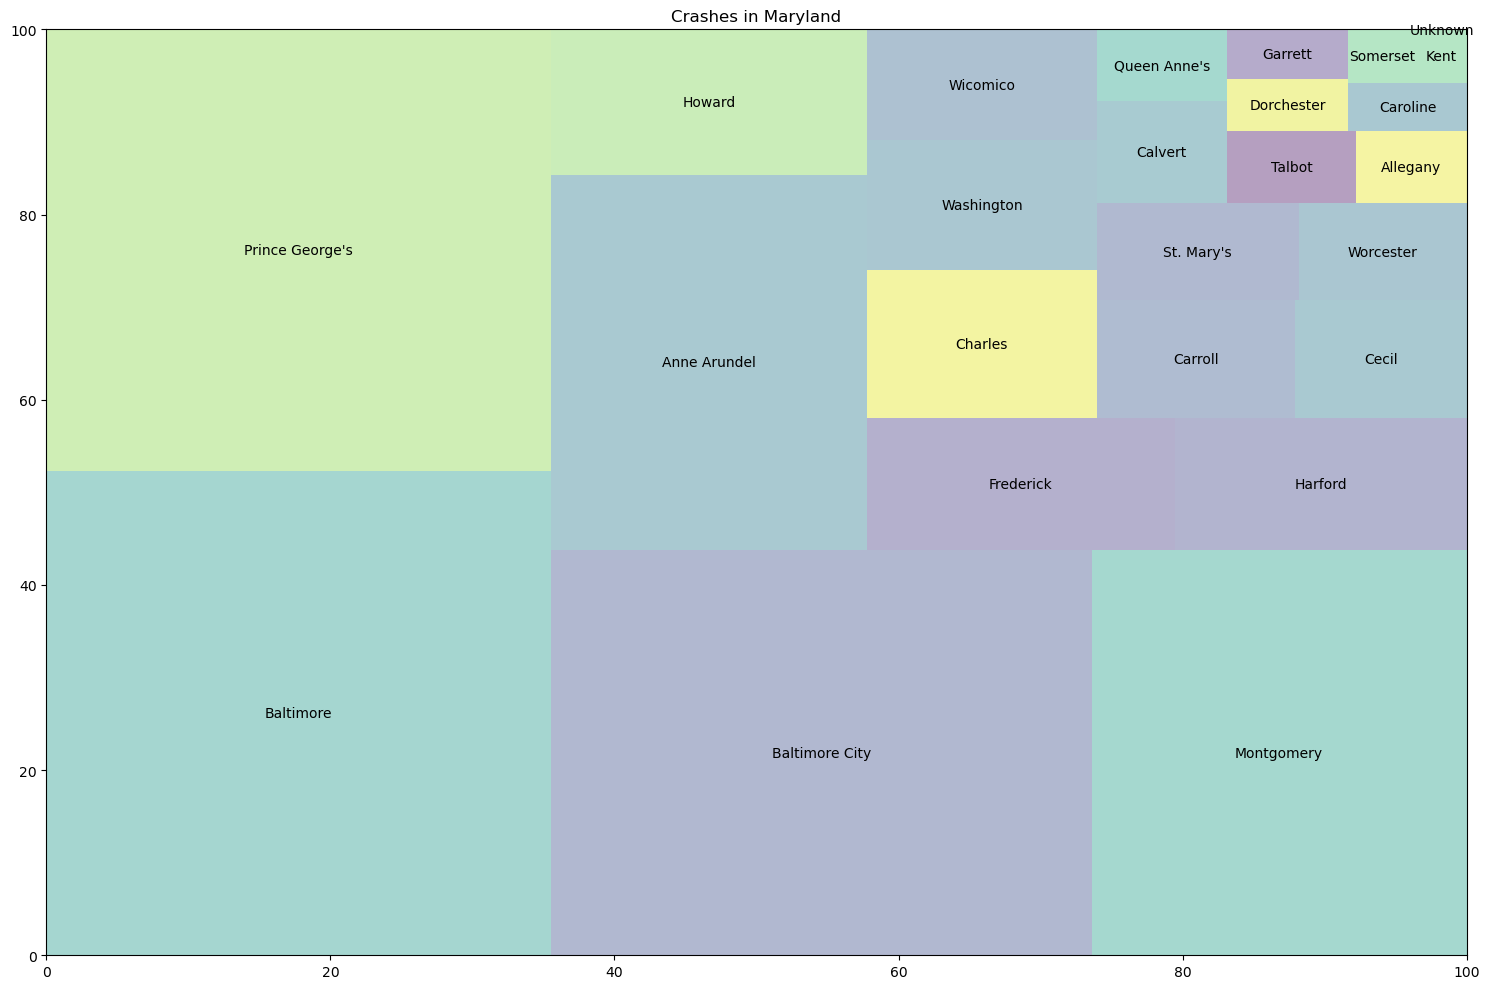 Crashes in Maryland
100
80
60
40
20
0
0
20
40
60
80
100
Unknown
Garrett
Somerset
Kent
Queen Anne's
Howard
Wicomico
Dorchester
Caroline
Calvert
Talbot
Allegany
Washington
Prince George's
St. Mary's
Worcester
Charles
Carroll
Cecil
Anne Arundel
Frederick
Harford
Baltimore
Baltimore City
Montgomery